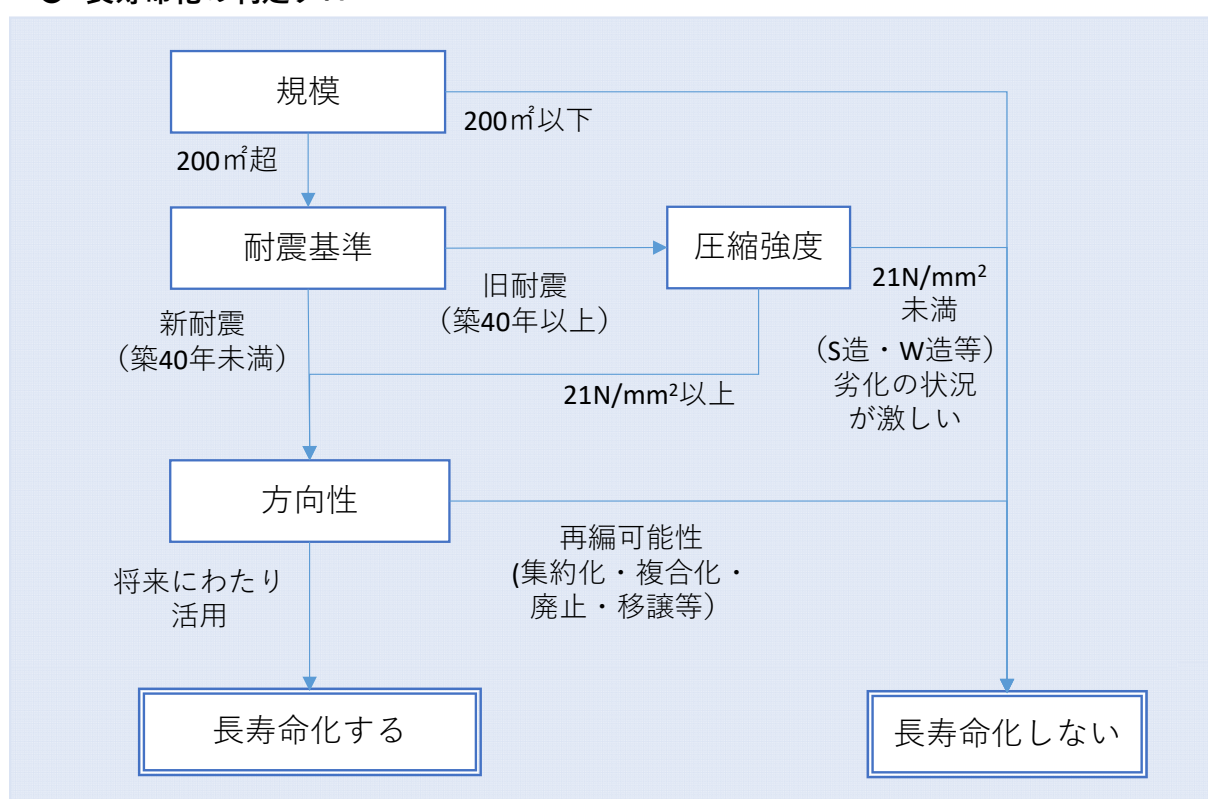 規模
200㎡以下
200㎡超
耐震基準
圧縮強度
旧耐震
（築40年以上）
21N/mm²
未満
（S造・W造等）
劣化の状況
が激しい
新耐震
（築40年未満）
21N/mm²以上
方向性
再編可能性
(集約化・複合化・
廃止・移譲等）
将来にわたり
活用
長寿命化する
長寿命化しない